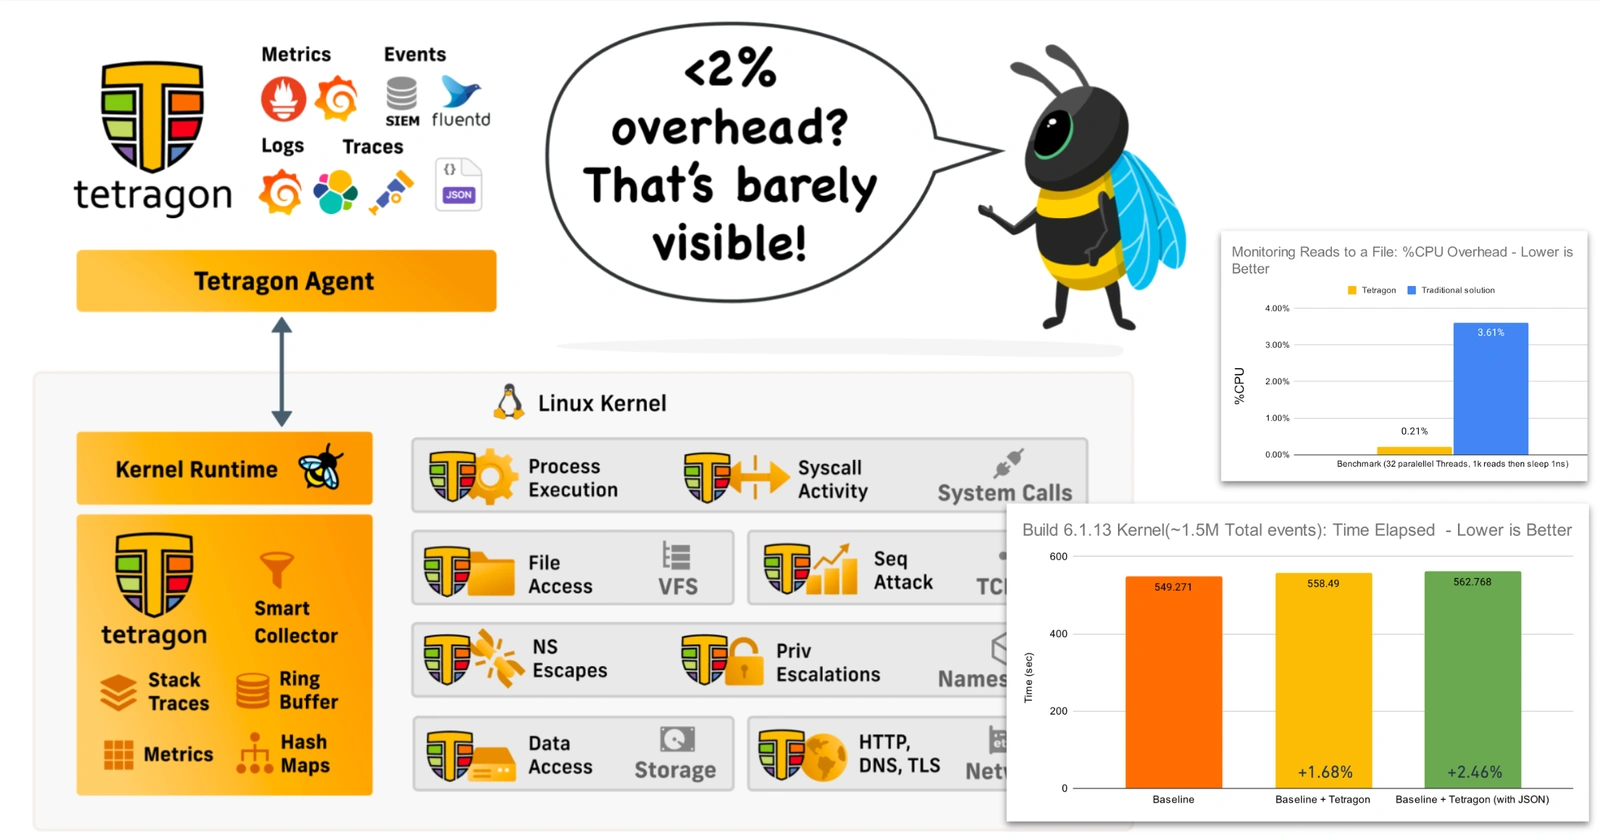 Metrics
Events
SIEM
fluentd
Logs
Traces
{}
JSON
tetragon
Tetragon Agent
<2%
overhead?
That's barely
visible!
Linux Kernel
Kernel Runtime
tetragon
Smart
Collector
Stack
Traces
Ring
Buffer
Metrics
Hash
Maps
Process
Execution
Syscall
Activity
System Calls
File
Access
VFS
Seq
Attack
NS
Escapes
Priv
Escalations
Data
Access
Storage
HTTP,
DNS, TLS
Monitoring Reads to a File: %CPU Overhead - Lower is
Better
Tetragon
Traditional solution
%CPU
4.00%
3.00%
2.00%
1.00%
0.00%
0.21%
3.61%
Benchmark (32 paralellel Threads, 1k reads then sleep 1ns)
Build 6.1.13 Kernel(~1.5M Total events): Time Elapsed - Lower is Better
Time (sec)
600
400
200
0
549.271
558.49
562.768
+1.68%
+2.46%
Baseline
Baseline + Tetragon
Baseline + Tetragon (with JSON)